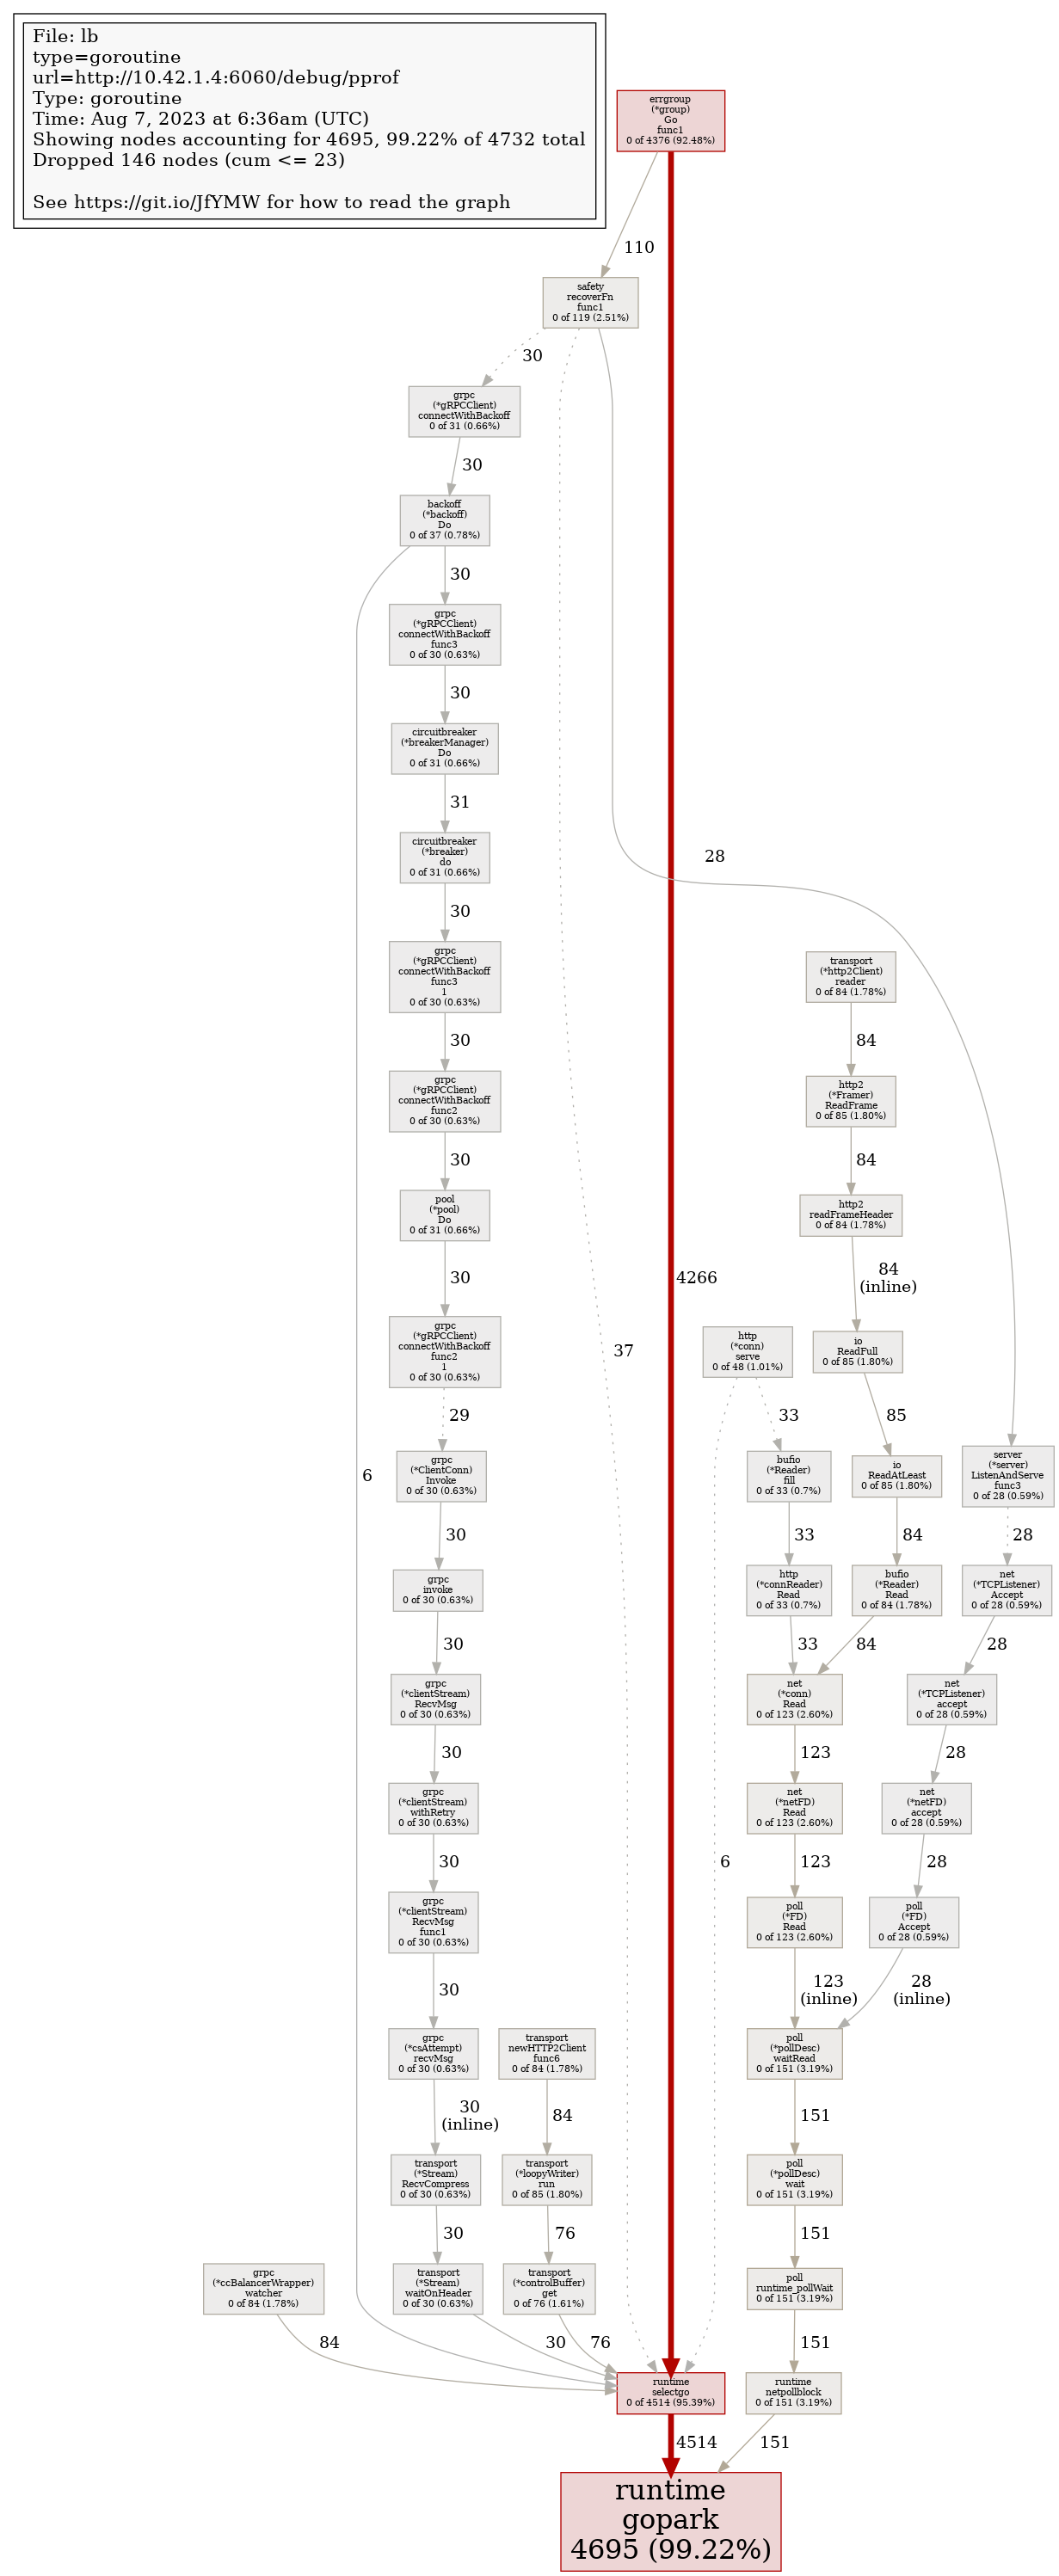 File: lb
type=goroutine
url=http://10.42.1.4:6060/debug/pprof
Type: goroutine
Time: Aug 7, 2023 at 6:36am (UTC)
Showing nodes accounting for 4695, 99.22% of 4732 total
Dropped 146 nodes (cum <= 23)
See https://git.io/JfYMW for how to read the graph
errgroup
(*group)
Go
func1
0 of 4376 (92.48%)
110
safety
recoverFn
func1
0 of 119 (2.51%)
30
grpc
(*gRPCClient)
connectWithBackoff
0 of 31 (0.66%)
30
backoff
(*backoff)
Do
0 of 37 (0.78%)
30
grpc
(*gRPCClient)
connectWithBackoff
func3
0 of 30 (0.63%)
30
circuitbreaker
(*breakerManager)
Do
0 of 31 (0.66%)
31
circuitbreaker
(*breaker)
do
0 of 31 (0.66%)
28
30
grpc
(*gRPCClient)
connectWithBackoff
func3
1
0 of 30 (0.63%)
transport
(*http2Client)
reader
0 of 84 (1.78%)
30
84
grpc
(*gRPCClient)
connectWithBackoff
func2
0 of 30 (0.63%)
http2
(*Framer)
ReadFrame
0 of 85 (1.80%)
30
84
pool
(*pool)
Do
0 of 31 (0.66%)
http2
readFrameHeader
0 of 84 (1.78%)
30
4266
84
(inline)
grpc
(*gRPCClient)
connectWithBackoff
func2
1
0 of 30 (0.63%)
37
http
(*conn)
serve
0 of 48 (1.01%)
io
ReadFull
0 of 85 (1.80%)
29
33
85
6
grpc
(*ClientConn)
Invoke
0 of 30 (0.63%)
bufio
(*Reader)
fill
0 of 33 (0.7%)
io
ReadAtLeast
0 of 85 (1.80%)
server
(*server)
ListenAndServe
func3
0 of 28 (0.59%)
30
33
84
28
grpc
invoke
0 of 30 (0.63%)
http
(*connReader)
Read
0 of 33 (0.7%)
bufio
(*Reader)
Read
0 of 84 (1.78%)
net
(*TCPListener)
Accept
0 of 28 (0.59%)
30
33
84
28
grpc
(*clientStream)
RecvMsg
0 of 30 (0.63%)
net
(*conn)
Read
0 of 123 (2.60%)
net
(*TCPListener)
accept
0 of 28 (0.59%)
30
123
28
grpc
(*clientStream)
withRetry
0 of 30 (0.63%)
net
(*netFD)
Read
0 of 123 (2.60%)
net
(*netFD)
accept
0 of 28 (0.59%)
30
6
123
28
grpc
(*clientStream)
RecvMsg
func1
0 of 30 (0.63%)
poll
(*FD)
Read
0 of 123 (2.60%)
poll
(*FD)
Accept
0 of 28 (0.59%)
30
123
(inline)
28
(inline)
grpc
(*csAttempt)
recvMsg
0 of 30 (0.63%)
transport
newHTTP2Client
func6
0 of 84 (1.78%)
poll
(*pollDesc)
waitRead
0 of 151 (3.19%)
30
(inline)
84
151
transport
(*Stream)
RecvCompress
0 of 30 (0.63%)
transport
(*loopyWriter)
run
0 of 85 (1.80%)
poll
(*pollDesc)
wait
0 of 151 (3.19%)
30
76
151
grpc
(*ccBalancerWrapper)
watcher
0 of 84 (1.78%)
transport
(*Stream)
waitOnHeader
0 of 30 (0.63%)
transport
(*controlBuffer)
get
0 of 76 (1.61%)
poll
runtime_pollWait
0 of 151 (3.19%)
84
30
76
151
runtime
selectgo
0 of 4514 (95.39%)
runtime
netpollblock
0 of 151 (3.19%)
4514
151
runtime
gopark
4695 (99.22%)